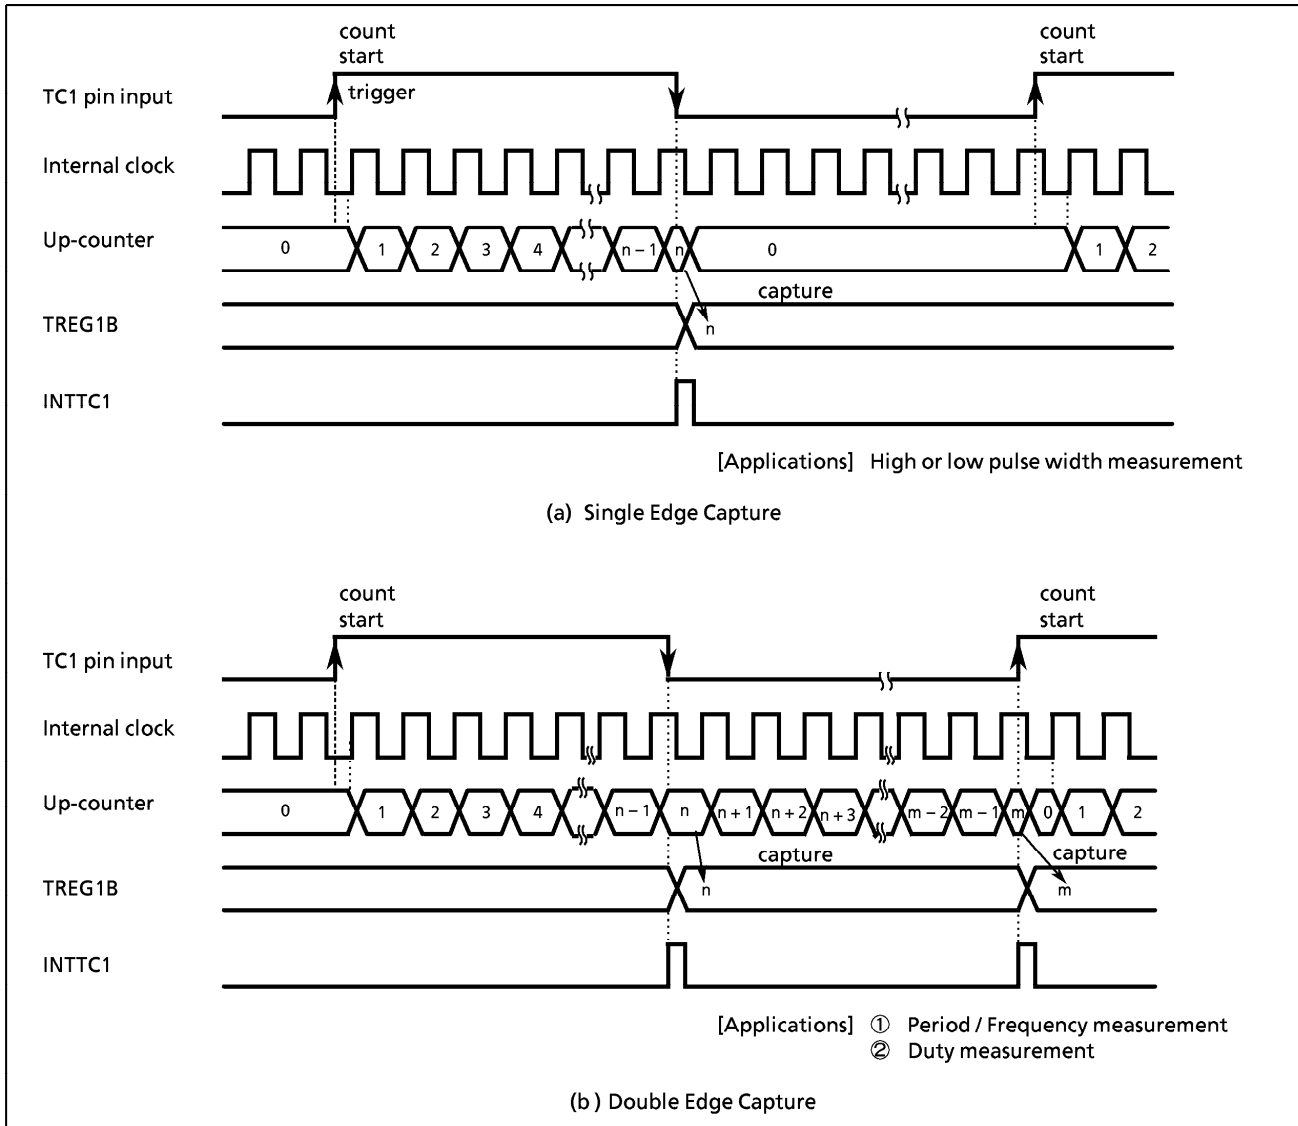 count
start
count
start
TC1 pin input
trigger
Internal clock
Up-counter
0 1 2 3 4 n – 1 n 0 1 2
capture
TREG1B
n
INTTC1
[Applications] High or low pulse width measurement
(a) Single Edge Capture
count
start
count
start
TC1 pin input
Internal clock
Up-counter
0 1 2 3 4 n – 1 n n + 1 n + 2 n + 3 m – 2 m – 1 m 0 1 2
capture
capture
TREG1B
n
m
INTTC1
[Applications] ① Period / Frequency measurement
② Duty measurement
(b ) Double Edge Capture